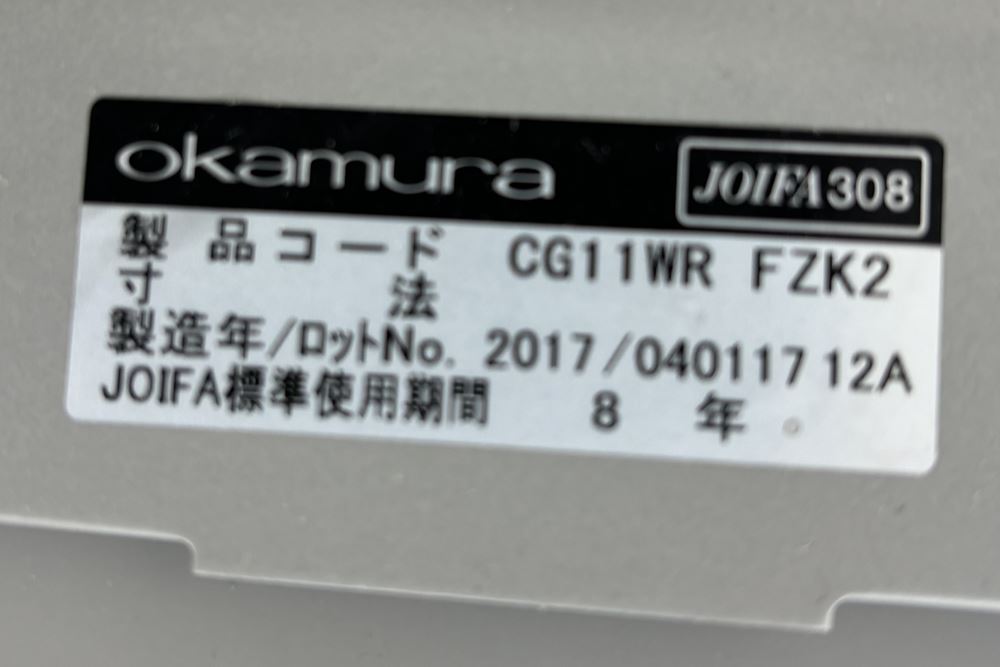 okamura JOIFA308
製品コード CG11WR FZK2
寸法
製造年/ロットNo. 2017/040117 12A
JOIFA標準使用期間 8年